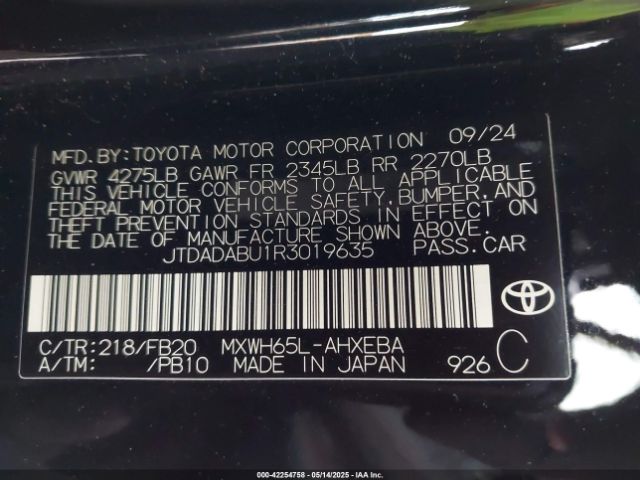 MFD.BY:TOYOTA MOTOR CORPORATION 09/24
GVWR 4275LB GAWR FR 2345LB RR 2270LB
THIS VEHICLE CONFORMS TO ALL APPLICABLE
FEDERAL MOTOR VEHICLE SAFETY,BUMPER,AND
THEFT PREVENTION STANDARDS IN EFFECT ON
THE DATE OF MANUFACTURE SHOWN ABOVE.
JTDADABU1R3019635 PASS.CAR
C/TR:218/FB20 MXWH65L-AHXEBA
A/TM: /PB10 MADE IN JAPAN 926 C
000-42254758 - 05/14/2025 - IAA Inc.